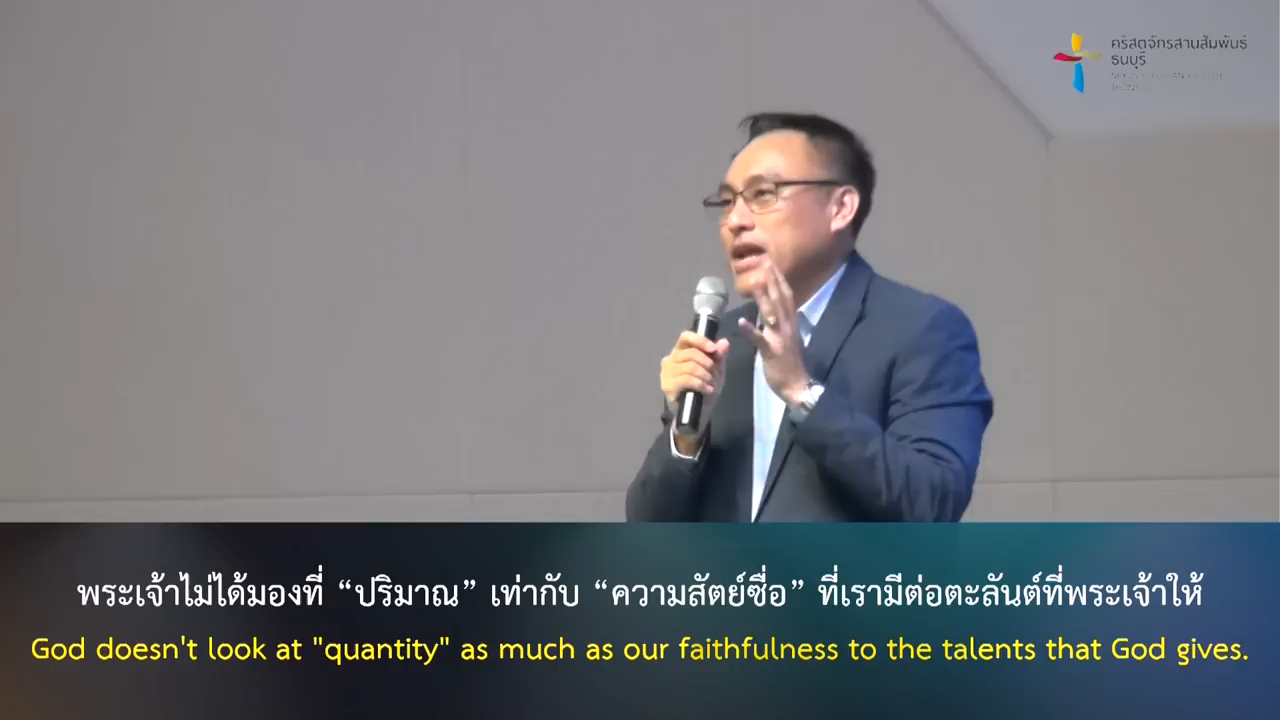 คริสตจักรสานสัมพันธ์
ธนบุรี
พระเจ้าไม่ได้มองที่ “ปริมาณ” เท่ากับ “ความสัตย์ซื่อ” ที่เรามีต่อตะลันต์ที่พระเจ้าให้
God doesn't look at "quantity" as much as our faithfulness to the talents that God gives.